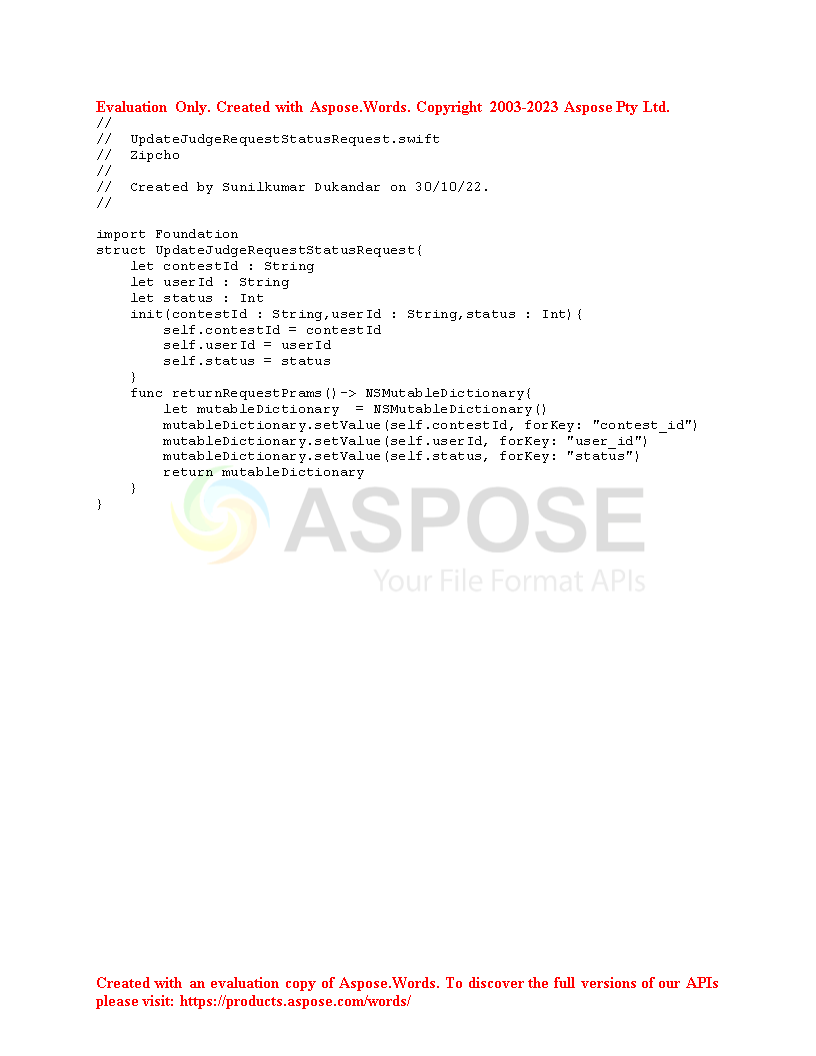 Evaluation Only. Created with Aspose.Words. Copyright 2003-2023 Aspose Pty Ltd.
//
//  UpdateJudgeRequestStatusRequest.swift
//  Zipcho
//
//  Created by Sunilkumar Dukandar on 30/10/22.
//

import Foundation
struct UpdateJudgeRequestStatusRequest{
    let contestId : String
    let userId : String
    let status : Int
    init(contestId : String,userId : String,status : Int){
        self.contestId = contestId
        self.userId = userId
        self.status = status
    }
    func returnRequestPrams()-> NSMutableDictionary{
        let mutableDictionary  = NSMutableDictionary()
        mutableDictionary.setValue(self.contestId, forKey: "contest_id")
        mutableDictionary.setValue(self.userId, forKey: "user_id")
        mutableDictionary.setValue(self.status, forKey: "status")
        return mutableDictionary
    }
}
ASPOSE
Your File Format APIs
Created with an evaluation copy of Aspose.Words. To discover the full versions of our APIs
please visit: https://products.aspose.com/words/